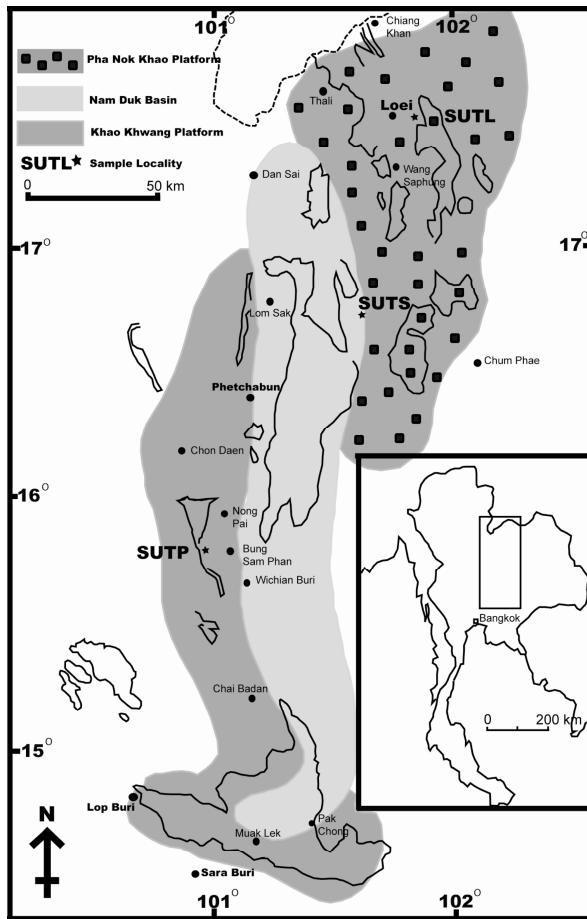 101°
102°
Chiang
Khan
Pha Nok Khao Platform
Nam Duk Basin
Khao Khwang Platform
SUTL Sample Locality
0 50 km
Thali
Loei
SUTL
Wang
Saphung
Dan Sai
17°
17°
SUTS
Lom Sak
Chum Phae
Phetchabun
Chon Daen
16°
Nong
Pai
SUTP
Bung
Sam Phan
Wichian Buri
Bangkok
0 200 km
Chai Badan
15°
Lop Buri
N
Pak
Chong
Muak Lek
Sara Buri
101°
102°